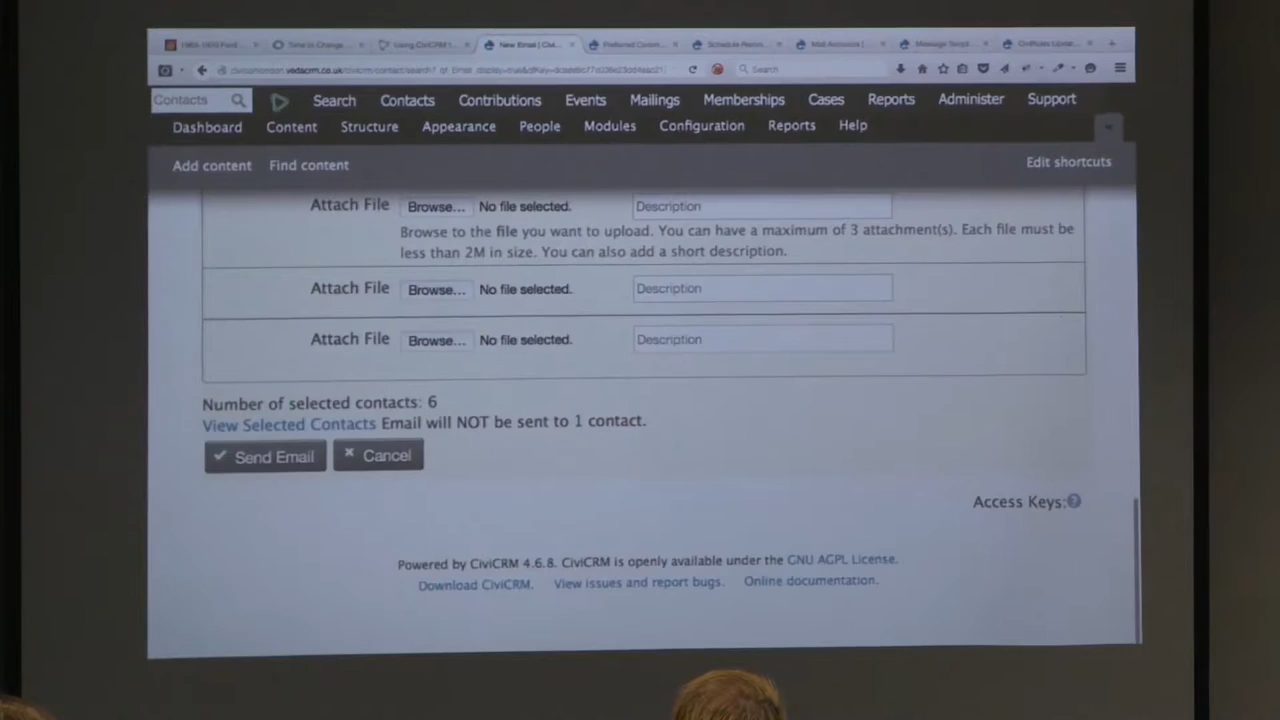 New Email | Civi...
Search
Contacts
Search Contacts Contributions Events Mailings Memberships Cases Reports Administer Support
Dashboard Content Structure Appearance People Modules Configuration Reports Help
Add content Find content Edit shortcuts
Attach File Browse... No file selected. Description
Browse to the file you want to upload. You can have a maximum of 3 attachment(s). Each file must be
less than 2M in size. You can also add a short description.
Attach File Browse... No file selected. Description
Attach File Browse... No file selected. Description
Number of selected contacts: 6
View Selected Contacts Email will NOT be sent to 1 contact.
Send Email Cancel
Access Keys:
Powered by CiviCRM 4.6.8. CiviCRM is openly available under the GNU AGPL License.
Download CiviCRM. View issues and report bugs. Online documentation.